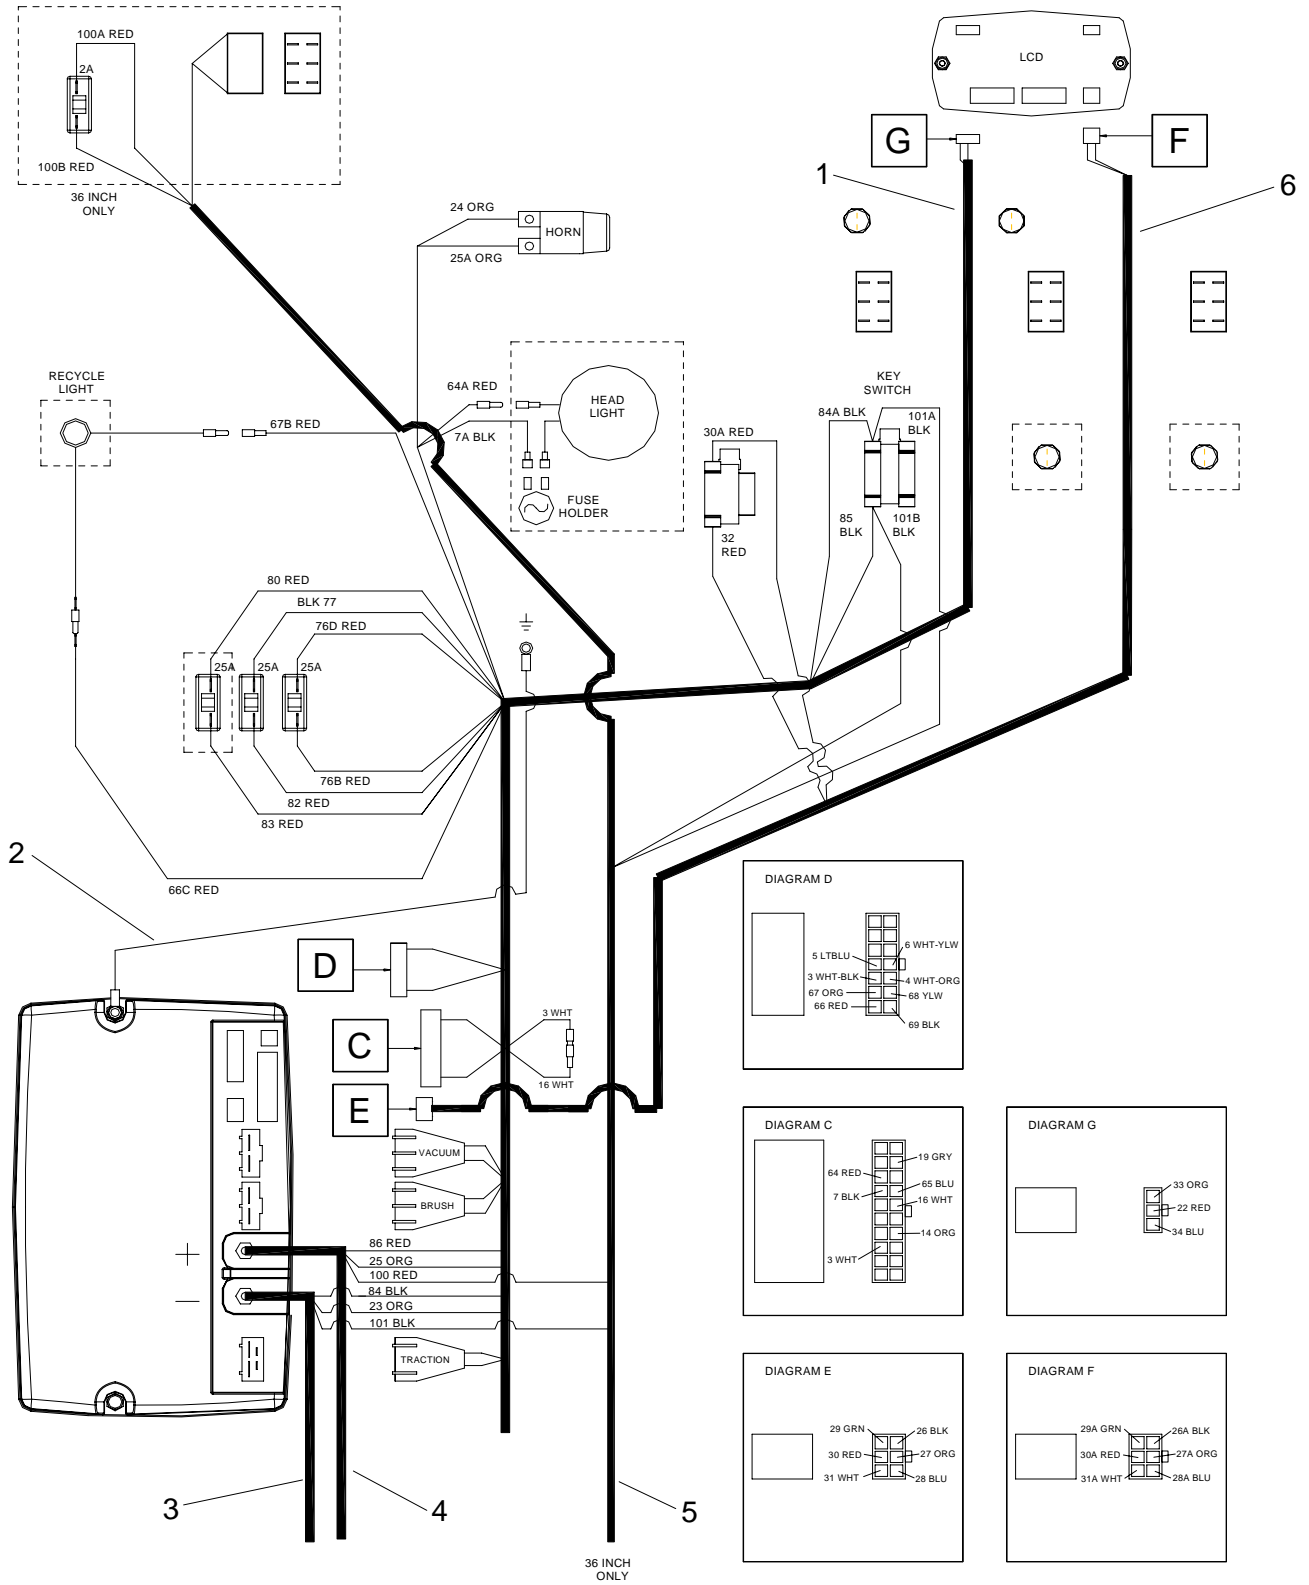 100A RED
2A
100B RED
36 INCH
ONLY
LCD
G
F
1
6
24 ORG
HORN
25A ORG
RECYCLE
LIGHT
67B RED
64A RED
7A BLK
HEAD
LIGHT
FUSE
HOLDER
KEY
SWITCH
84A BLK
101A
BLK
30A RED
32
RED
85
BLK
101B
BLK
80 RED
BLK 77
76D RED
25A
25A
25A
76B RED
82 RED
83 RED
2
66C RED
D
C
3 WHT
16 WHT
E
VACUUM
BRUSH
86 RED
25 ORG
100 RED
84 BLK
23 ORG
101 BLK
TRACTION
+
—
3
4
5
36 INCH
ONLY
DIAGRAM D
6 WHT-YLW
5 LTBLU
3 WHT-BLK
4 WHT-ORG
67 ORG
68 YLW
66 RED
69 BLK
DIAGRAM C
19 GRY
64 RED
65 BLU
7 BLK
16 WHT
14 ORG
3 WHT
DIAGRAM G
33 ORG
22 RED
34 BLU
DIAGRAM E
29 GRN
26 BLK
30 RED
27 ORG
31 WHT
28 BLU
DIAGRAM F
29A GRN
26A BLK
30A RED
27A ORG
31A WHT
28A BLU